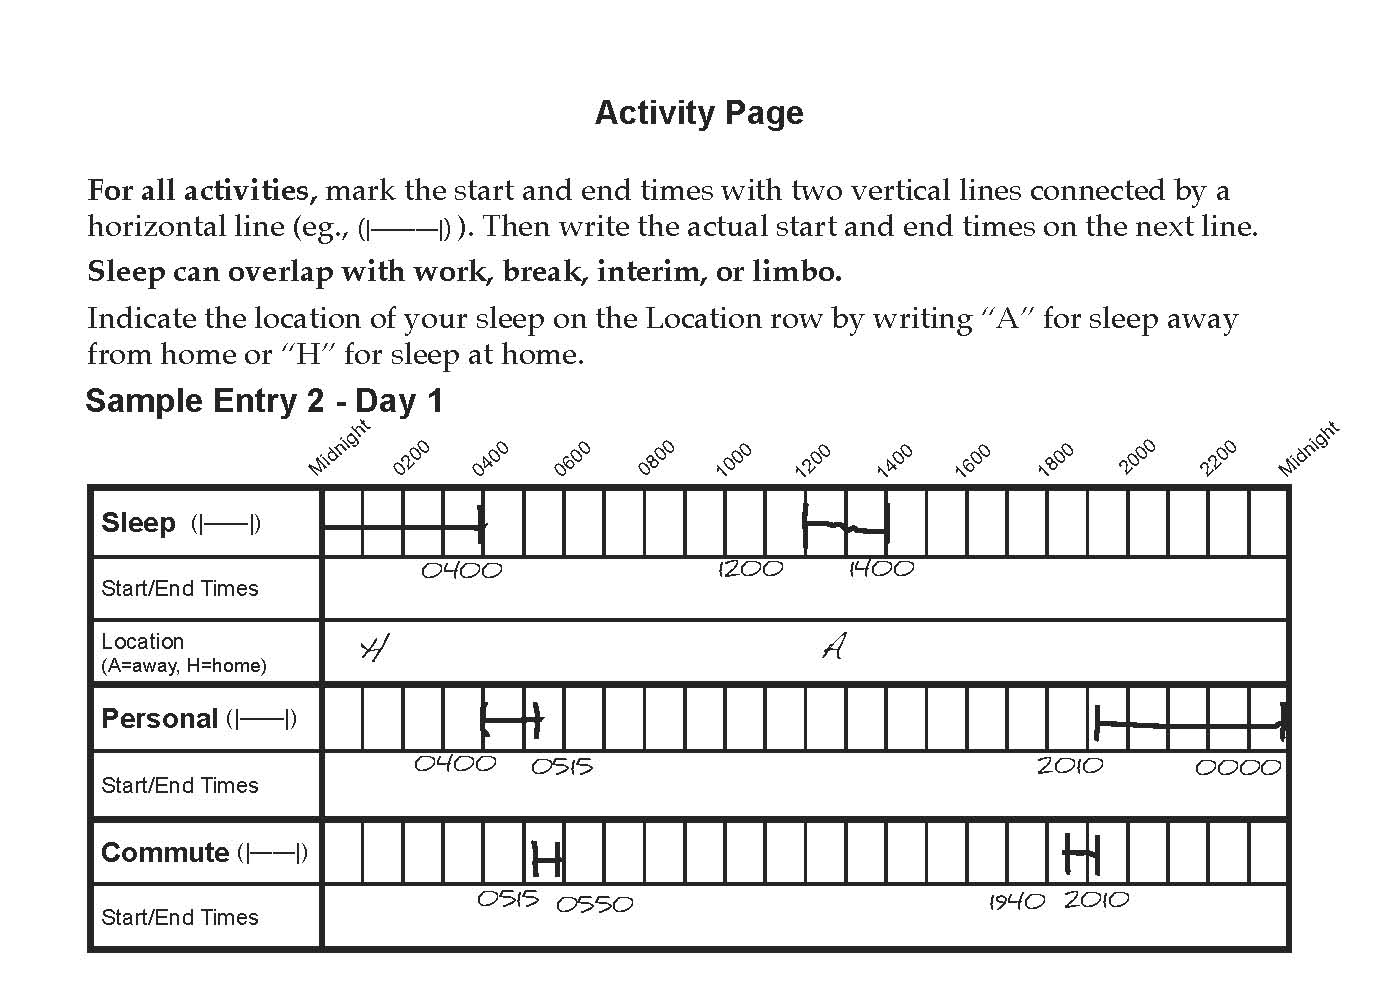 Activity Page
For all activities, mark the start and end times with two vertical lines connected by a
horizontal line (eg., (|——|) ). Then write the actual start and end times on the next line.
Sleep can overlap with work, break, interim, or limbo.
Indicate the location of your sleep on the Location row by writing “A” for sleep away
from home or “H” for sleep at home.
Sample Entry 2 - Day 1
Midnight 0200 0400 0600 0800 1000 1200 1400 1600 1800 2000 2200 Midnight
Sleep (|——|)
0400 1200 1400
Start/End Times
Location
(A=away, H=home)
H A
Personal (|——|)
0400 0515 2010 0000
Start/End Times
Commute (|——|)
0515 0550 1940 2010
Start/End Times